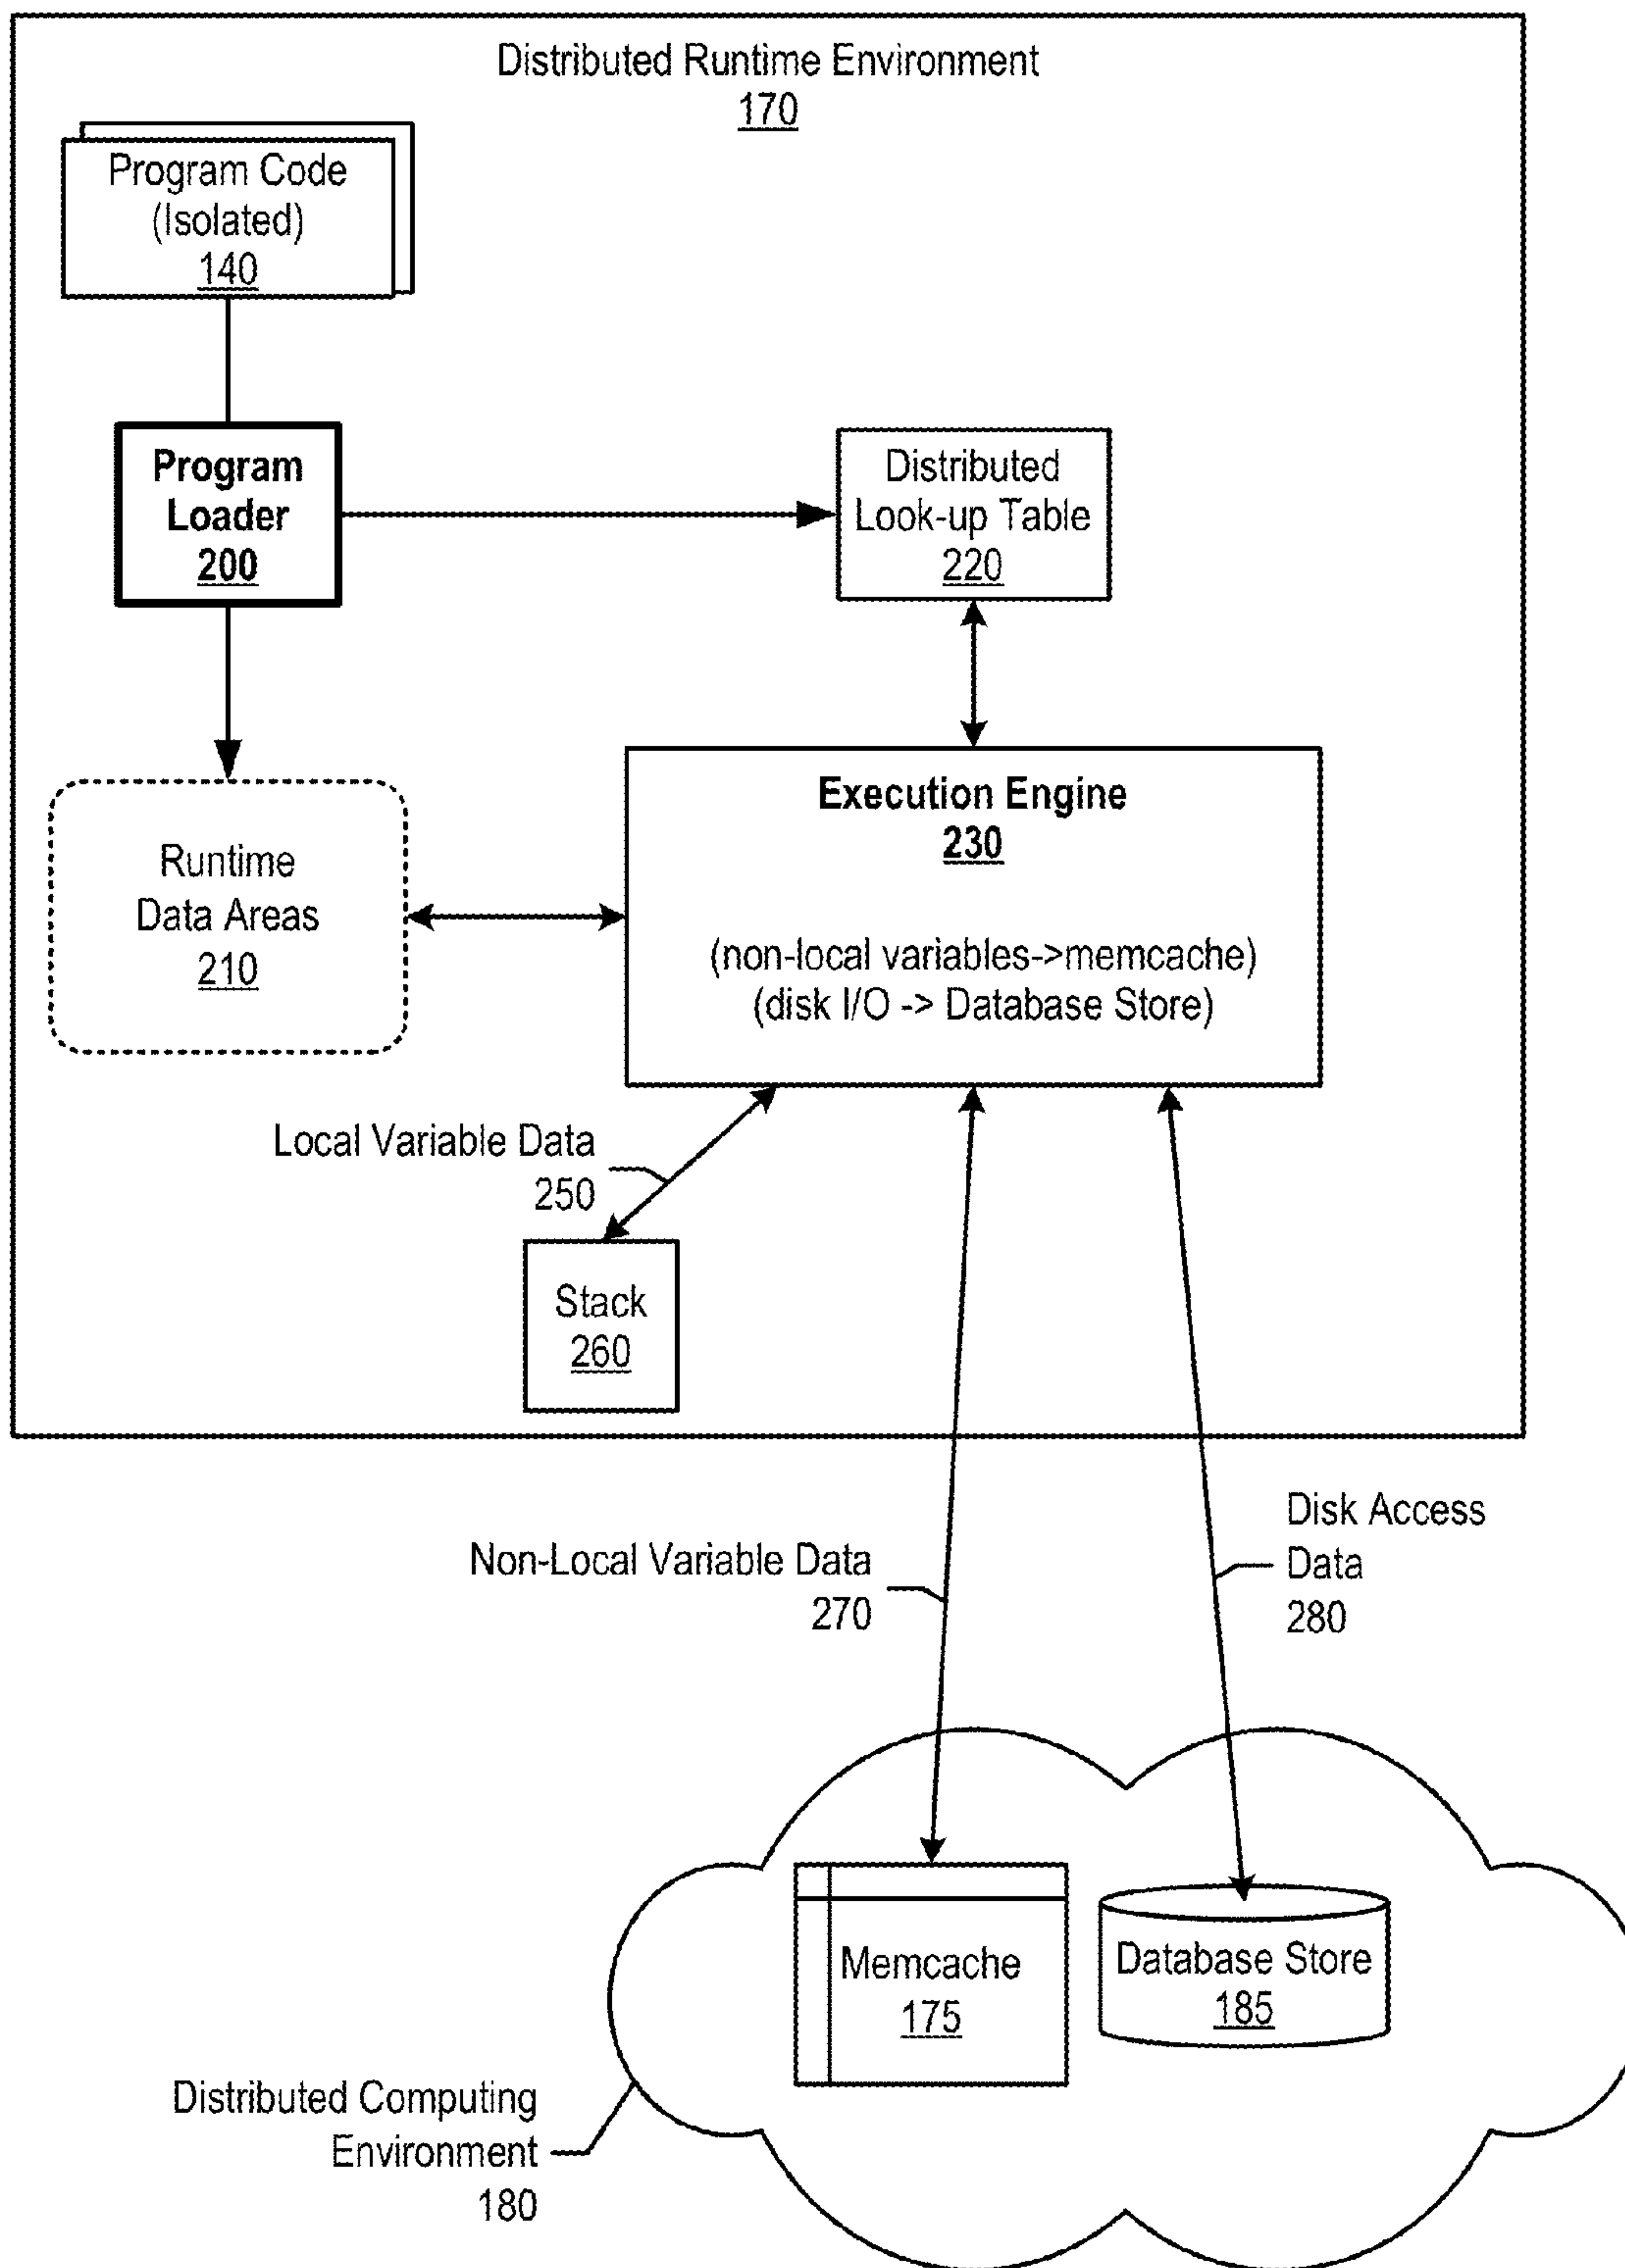 Distributed Runtime Environment
170
Program Code
(Isolated)
140
Program
Loader
200
Distributed
Look-up Table
220
Execution Engine
230
(non-local variables->memcache)
(disk I/O -> Database Store)
Runtime
Data Areas
210
Local Variable Data
250
Stack
260
Non-Local Variable Data
270
Disk Access
Data
280
Memcache
175
Database Store
185
Distributed Computing
Environment
180